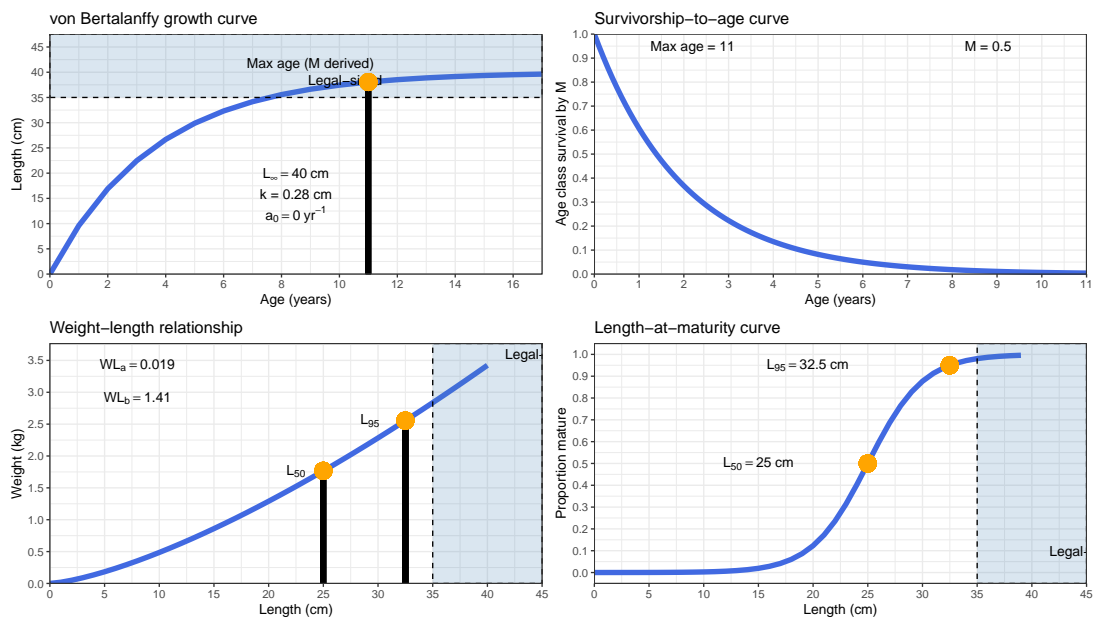 von Bertalanffy growth curve
Length (cm)
45
40
35
30
25
20
15
10
5
0
Max age (M derived)
Legal-sized
L∞ = 40 cm
k = 0.28 cm
a₀ = 0 yr⁻¹
0 2 4 6 8 10 12 14 16
Age (years)
Survivorship-to-age curve
Age class survival by M
1.0
0.9
0.8
0.7
0.6
0.5
0.4
0.3
0.2
0.1
0.0
Max age = 11 M = 0.5
0 1 2 3 4 5 6 7 8 9 10 11
Age (years)
Weight-length relationship
Weight (kg)
3.5
3.0
2.5
2.0
1.5
1.0
0.5
0.0
WLₐ = 0.019
WL_b = 1.41
Legal-
L₉₅
L₅₀
0 5 10 15 20 25 30 35 40 45
Length (cm)
Length-at-maturity curve
Proportion mature
1.0
0.9
0.8
0.7
0.6
0.5
0.4
0.3
0.2
0.1
0.0
L₉₅ = 32.5 cm
L₅₀ = 25 cm
Legal-
0 5 10 15 20 25 30 35 40 45
Length (cm)